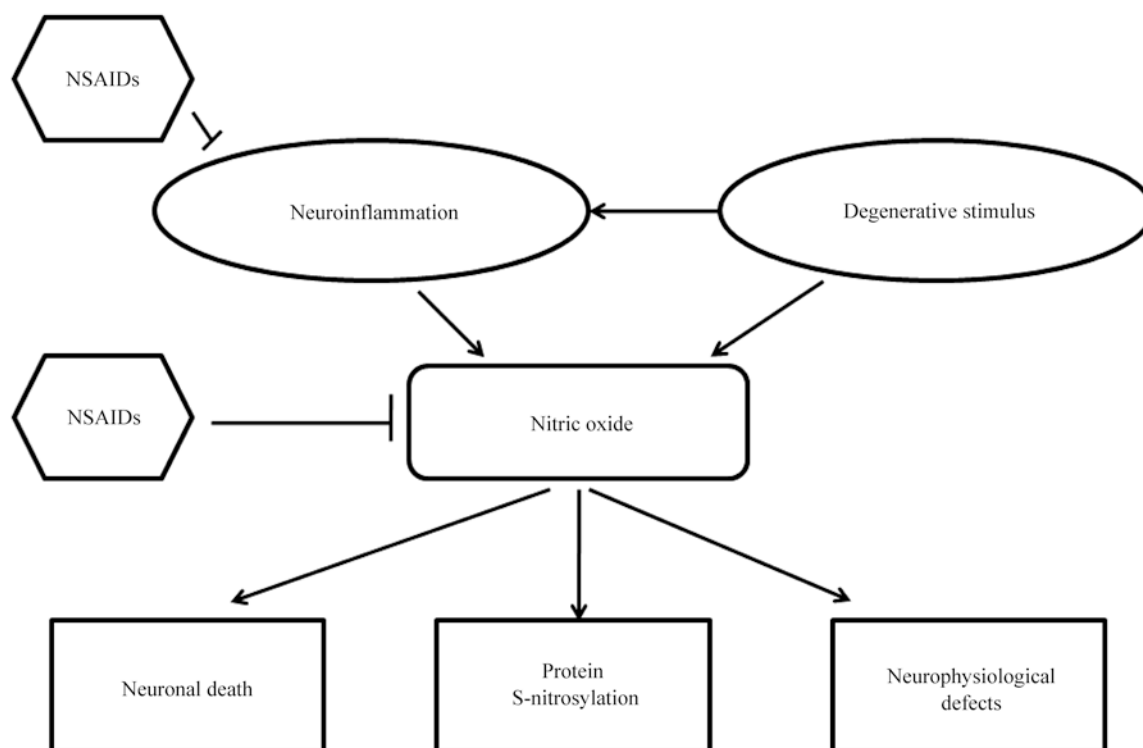 NSAIDs
Neuroinflammation
Degenerative stimulus
NSAIDs
Nitric oxide
Neuronal death
Protein
S-nitrosylation
Neurophysiological
defects